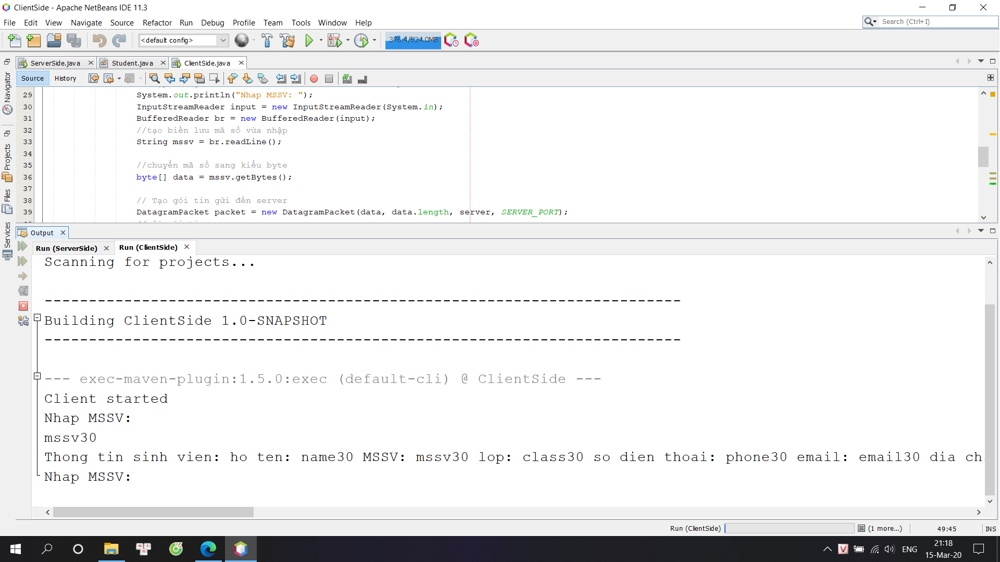 ClientSide - Apache NetBeans IDE 11.3
File Edit View Navigate Source Refactor Run Debug Profile Team Tools Window Help
Search (Ctrl+I)
<default config>
376.4/524.0MB
ServerSide.java Student.java ClientSide.java
Source History
Navigator
Projects
Files
Services
29 System.out.println("Nhap MSSV: ");
30 InputStreamReader input = new InputStreamReader(System.in);
31 BufferedReader br = new BufferedReader(input);
32 //tạo biến lưu mã số vừa nhập
33 String mssv = br.readLine();
34
35 //chuyển mã số sang kiểu byte
36 byte[] data = mssv.getBytes();
37
38 // Tạo gói tin gửi đến server
39 DatagramPacket packet = new DatagramPacket(data, data.length, server, SERVER_PORT);
Output
Run (ServerSide) Run (ClientSide)
Scanning for projects...
------------------------------------------------------------------------
Building ClientSide 1.0-SNAPSHOT
------------------------------------------------------------------------
--- exec-maven-plugin:1.5.0:exec (default-cli) @ ClientSide ---
Client started
Nhap MSSV:
mssv30
Thong tin sinh vien: ho ten: name30 MSSV: mssv30 lop: class30 so dien thoai: phone30 email: email30 dia ch
Nhap MSSV:
Run (ClientSide) (1 more...) 49:45 INS
ENG
21:18
15-Mar-20